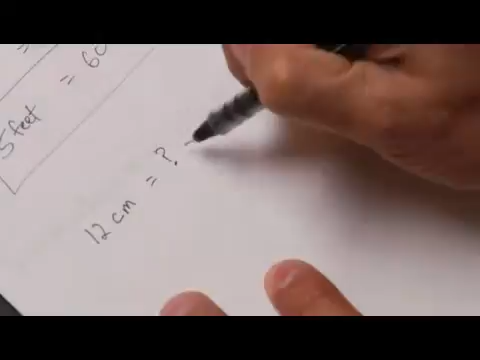 =
5 feet = 60
12 cm = ?